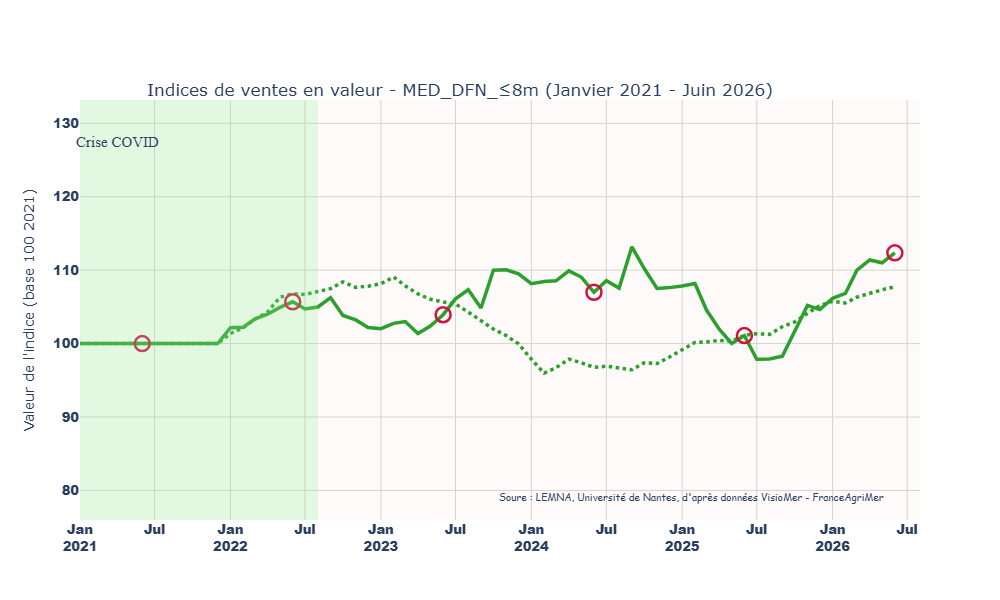 Indices de ventes en valeur - MED_DFN_≤8m (Janvier 2021 - Juin 2026)
Valeur de l'indice (base 100 2021)
130
Crise COVID
120
110
100
90
80
Soure : LEMNA, Université de Nantes, d'après données VisioMer - FranceAgriMer
Jan Jul Jan Jul Jan Jul Jan Jul Jan Jul Jan Jul
2021 2022 2023 2024 2025 2026